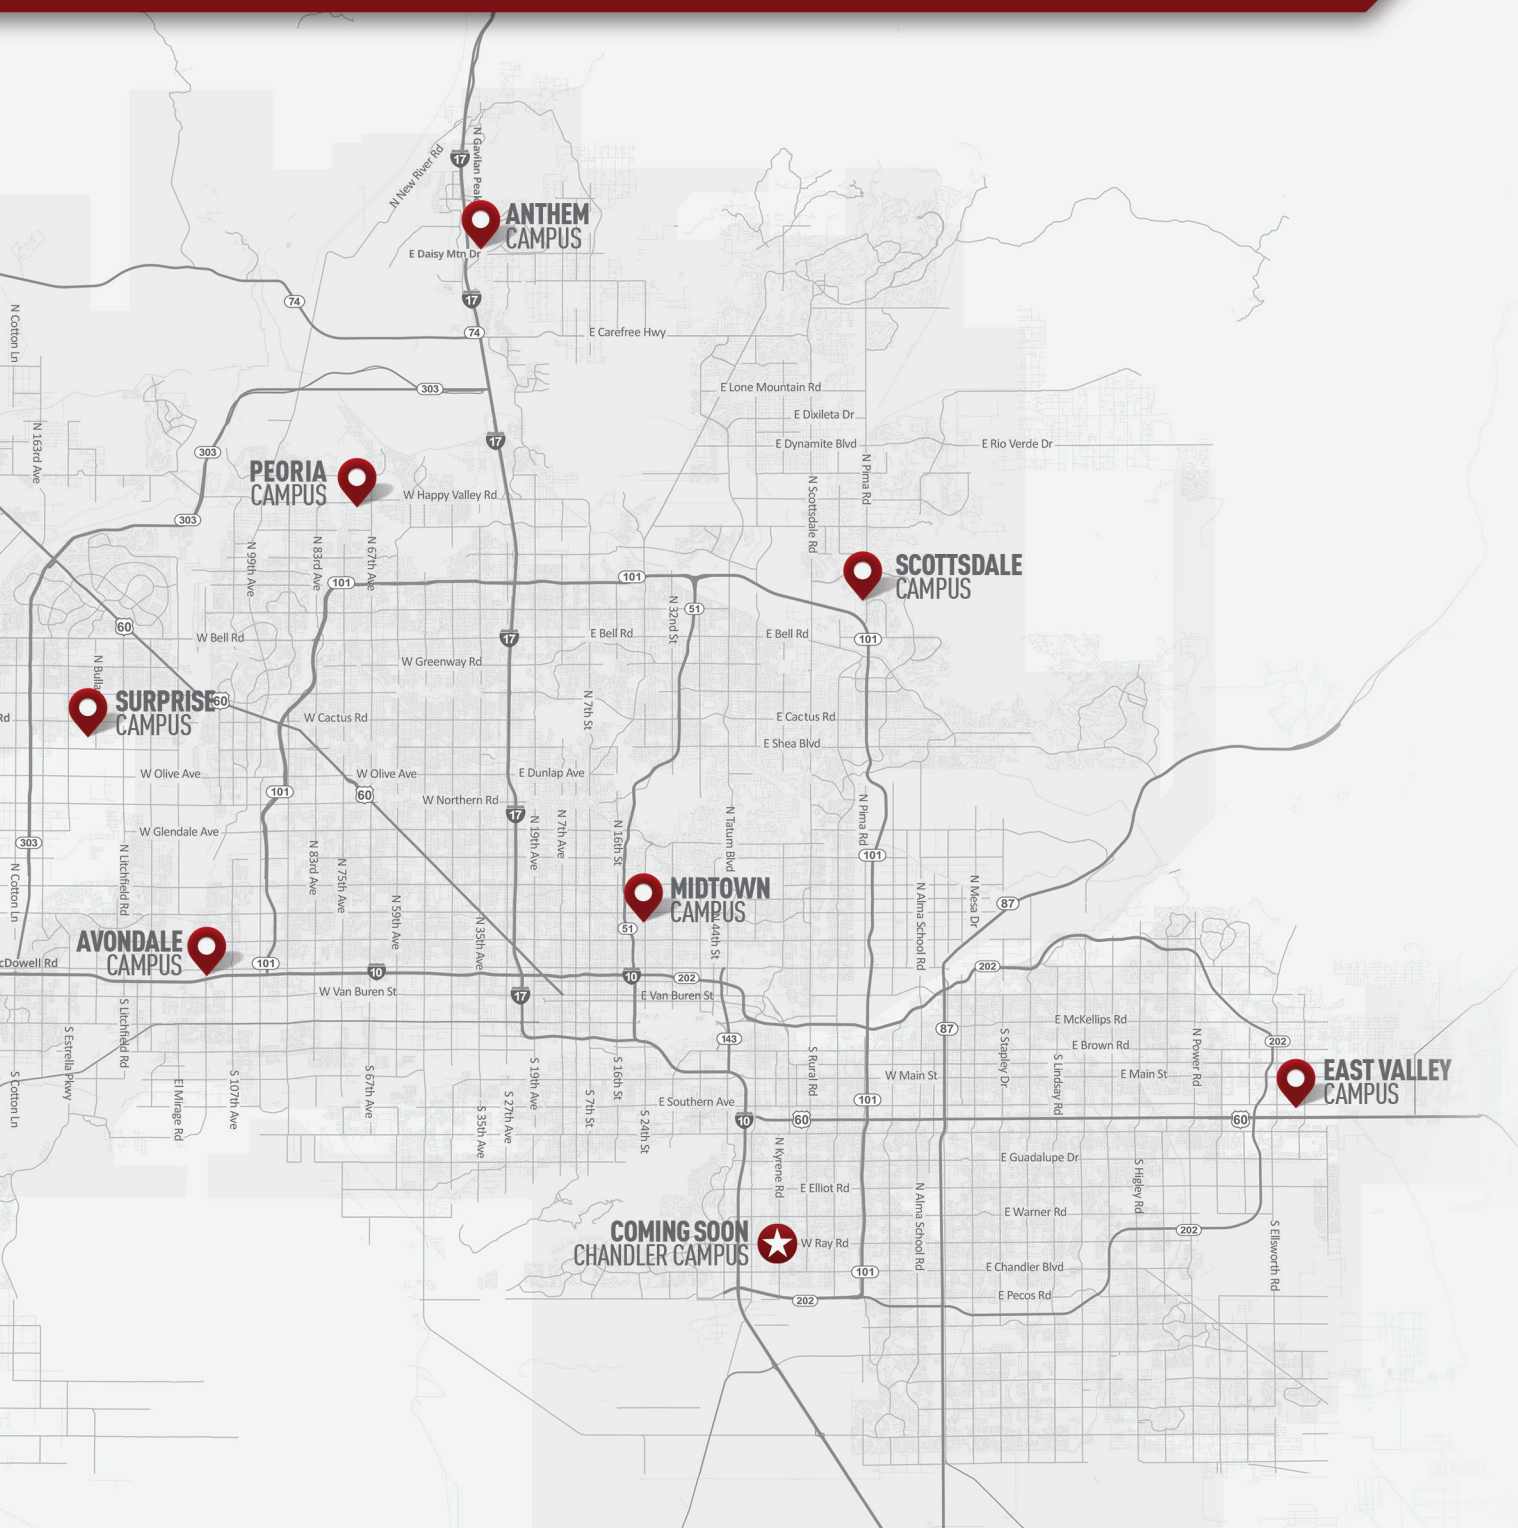 N Gavilan Peak
17
N New River Rd
ANTHEM
CAMPUS
E Daisy Mtn Dr
17
74
N Cotton Ln
74
E Carefree Hwy
303
E Lone Mountain Rd
E Dixileta Dr
17
E Dynamite Blvd
E Rio Verde Dr
303
N 163rd Ave
PEORIA
CAMPUS
W Happy Valley Rd
N Pima Rd
N Scottsdale Rd
303
N 99th Ave
N 83rd Ave
N 67th Ave
SCOTTSDALE
CAMPUS
101
101
51
N 32nd St
60
W Bell Rd
17
E Bell Rd
E Bell Rd
101
W Greenway Rd
N Bulla
SURPRISE
CAMPUS
60
Rd
W Cactus Rd
N 7th St
E Cactus Rd
E Shea Blvd
W Olive Ave
W Olive Ave
E Dunlap Ave
101
60
W Northern Rd
17
N Pima Rd
W Glendale Ave
303
N 19th Ave
N 7th Ave
N 16th St
N Tatum Blvd
101
N Litchfield Rd
N 83rd Ave
N 75th Ave
N Cotton Ln
MIDTOWN
CAMPUS
87
N Alma School Rd
N Mesa Dr
N 59th Ave
N 35th Ave
51
N 44th St
AVONDALE
CAMPUS
cDowell Rd
101
10
10
202
202
W Van Buren St
17
E Van Buren St
S Litchfield Rd
S Estrella Pkwy
143
87
E McKellips Rd
E Brown Rd
202
S Cotton Ln
El Mirage Rd
S 107th Ave
S 67th Ave
S 19th Ave
S 16th St
S Rural Rd
W Main St
S Stapley Dr
S Lindsay Rd
E Main St
N Power Rd
EAST VALLEY
CAMPUS
S 35th Ave
S 27th Ave
S 7th St
S 24th St
E Southern Ave
101
10
60
60
N Kyrene Rd
E Guadalupe Dr
E Elliot Rd
N Alma School Rd
S Higley Rd
E Warner Rd
COMING SOON
CHANDLER CAMPUS
W Ray Rd
202
S Ellsworth Rd
101
E Chandler Blvd
202
E Pecos Rd